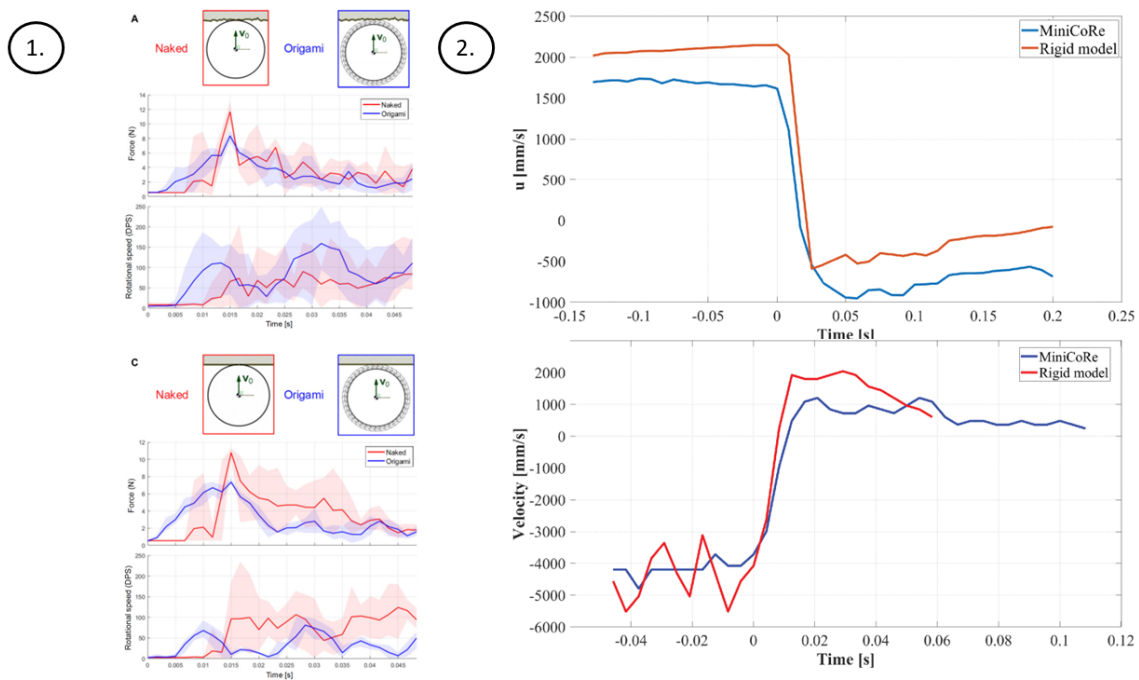 1.
A
Naked
V0
Origami
V0
14
12
10
8
6
4
2
0
Force (N)
Naked
Origami
250
200
150
100
50
0
Rotational speed (DPS)
0 0.005 0.01 0.015 0.02 0.025 0.03 0.035 0.04 0.045
Time [s]
C
Naked
V0
Origami
V0
12
10
8
6
4
2
0
Force (N)
Naked
Origami
250
200
150
100
50
0
Rotational speed (DPS)
0 0.005 0.01 0.015 0.02 0.025 0.03 0.035 0.04 0.045
Time [s]
2.
2500
2000
1500
1000
500
0
-500
-1000
u [mm/s]
MiniCoRe
Rigid model
-0.15 -0.1 -0.05 0 0.05 0.1 0.15 0.2 0.25
Time [s]
2000
1000
0
-1000
-2000
-3000
-4000
-5000
-6000
Velocity [mm/s]
MiniCoRe
Rigid model
-0.04 -0.02 0 0.02 0.04 0.06 0.08 0.1 0.12
Time [s]